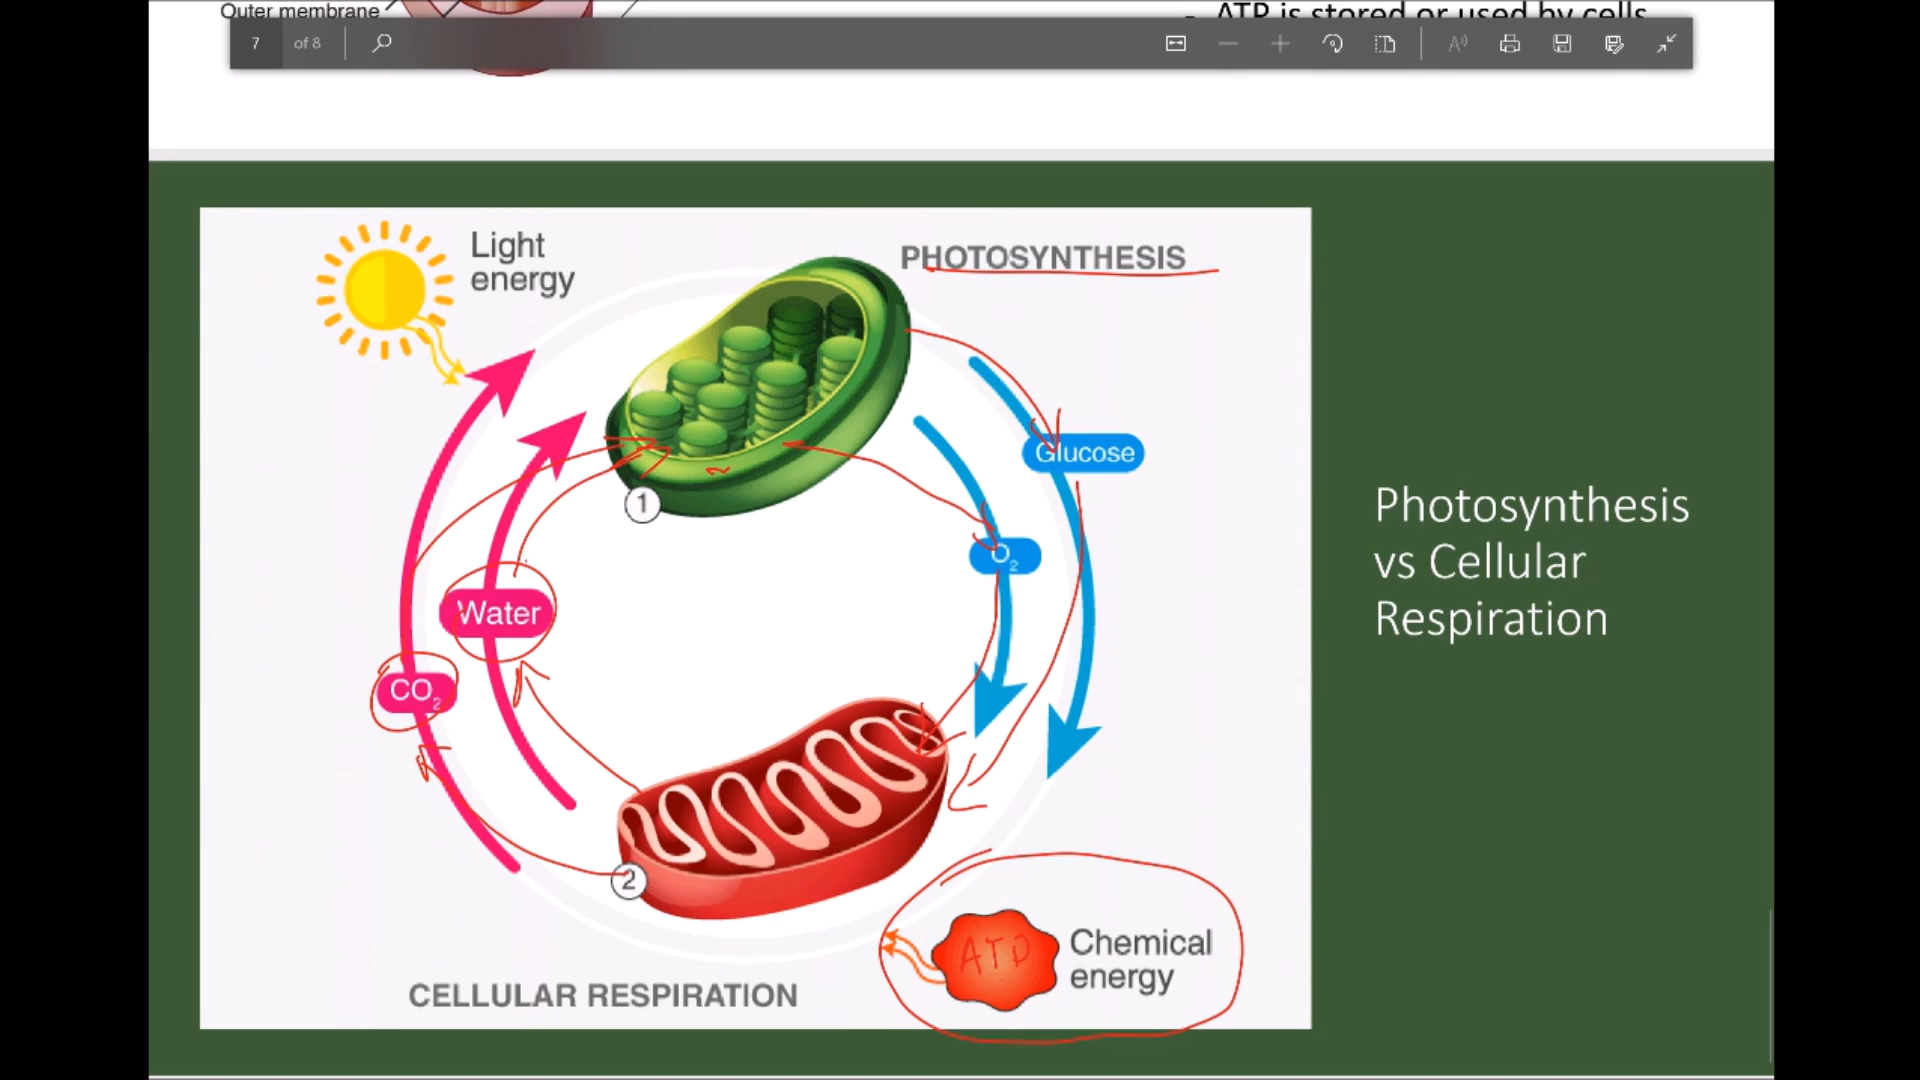 Outer membrane
- ATP is stored or used by cells
7 of 8
Light
energy
PHOTOSYNTHESIS
Glucose
1
O₂
Water
CO₂
2
ATP
Chemical
energy
CELLULAR RESPIRATION
Photosynthesis
vs Cellular
Respiration